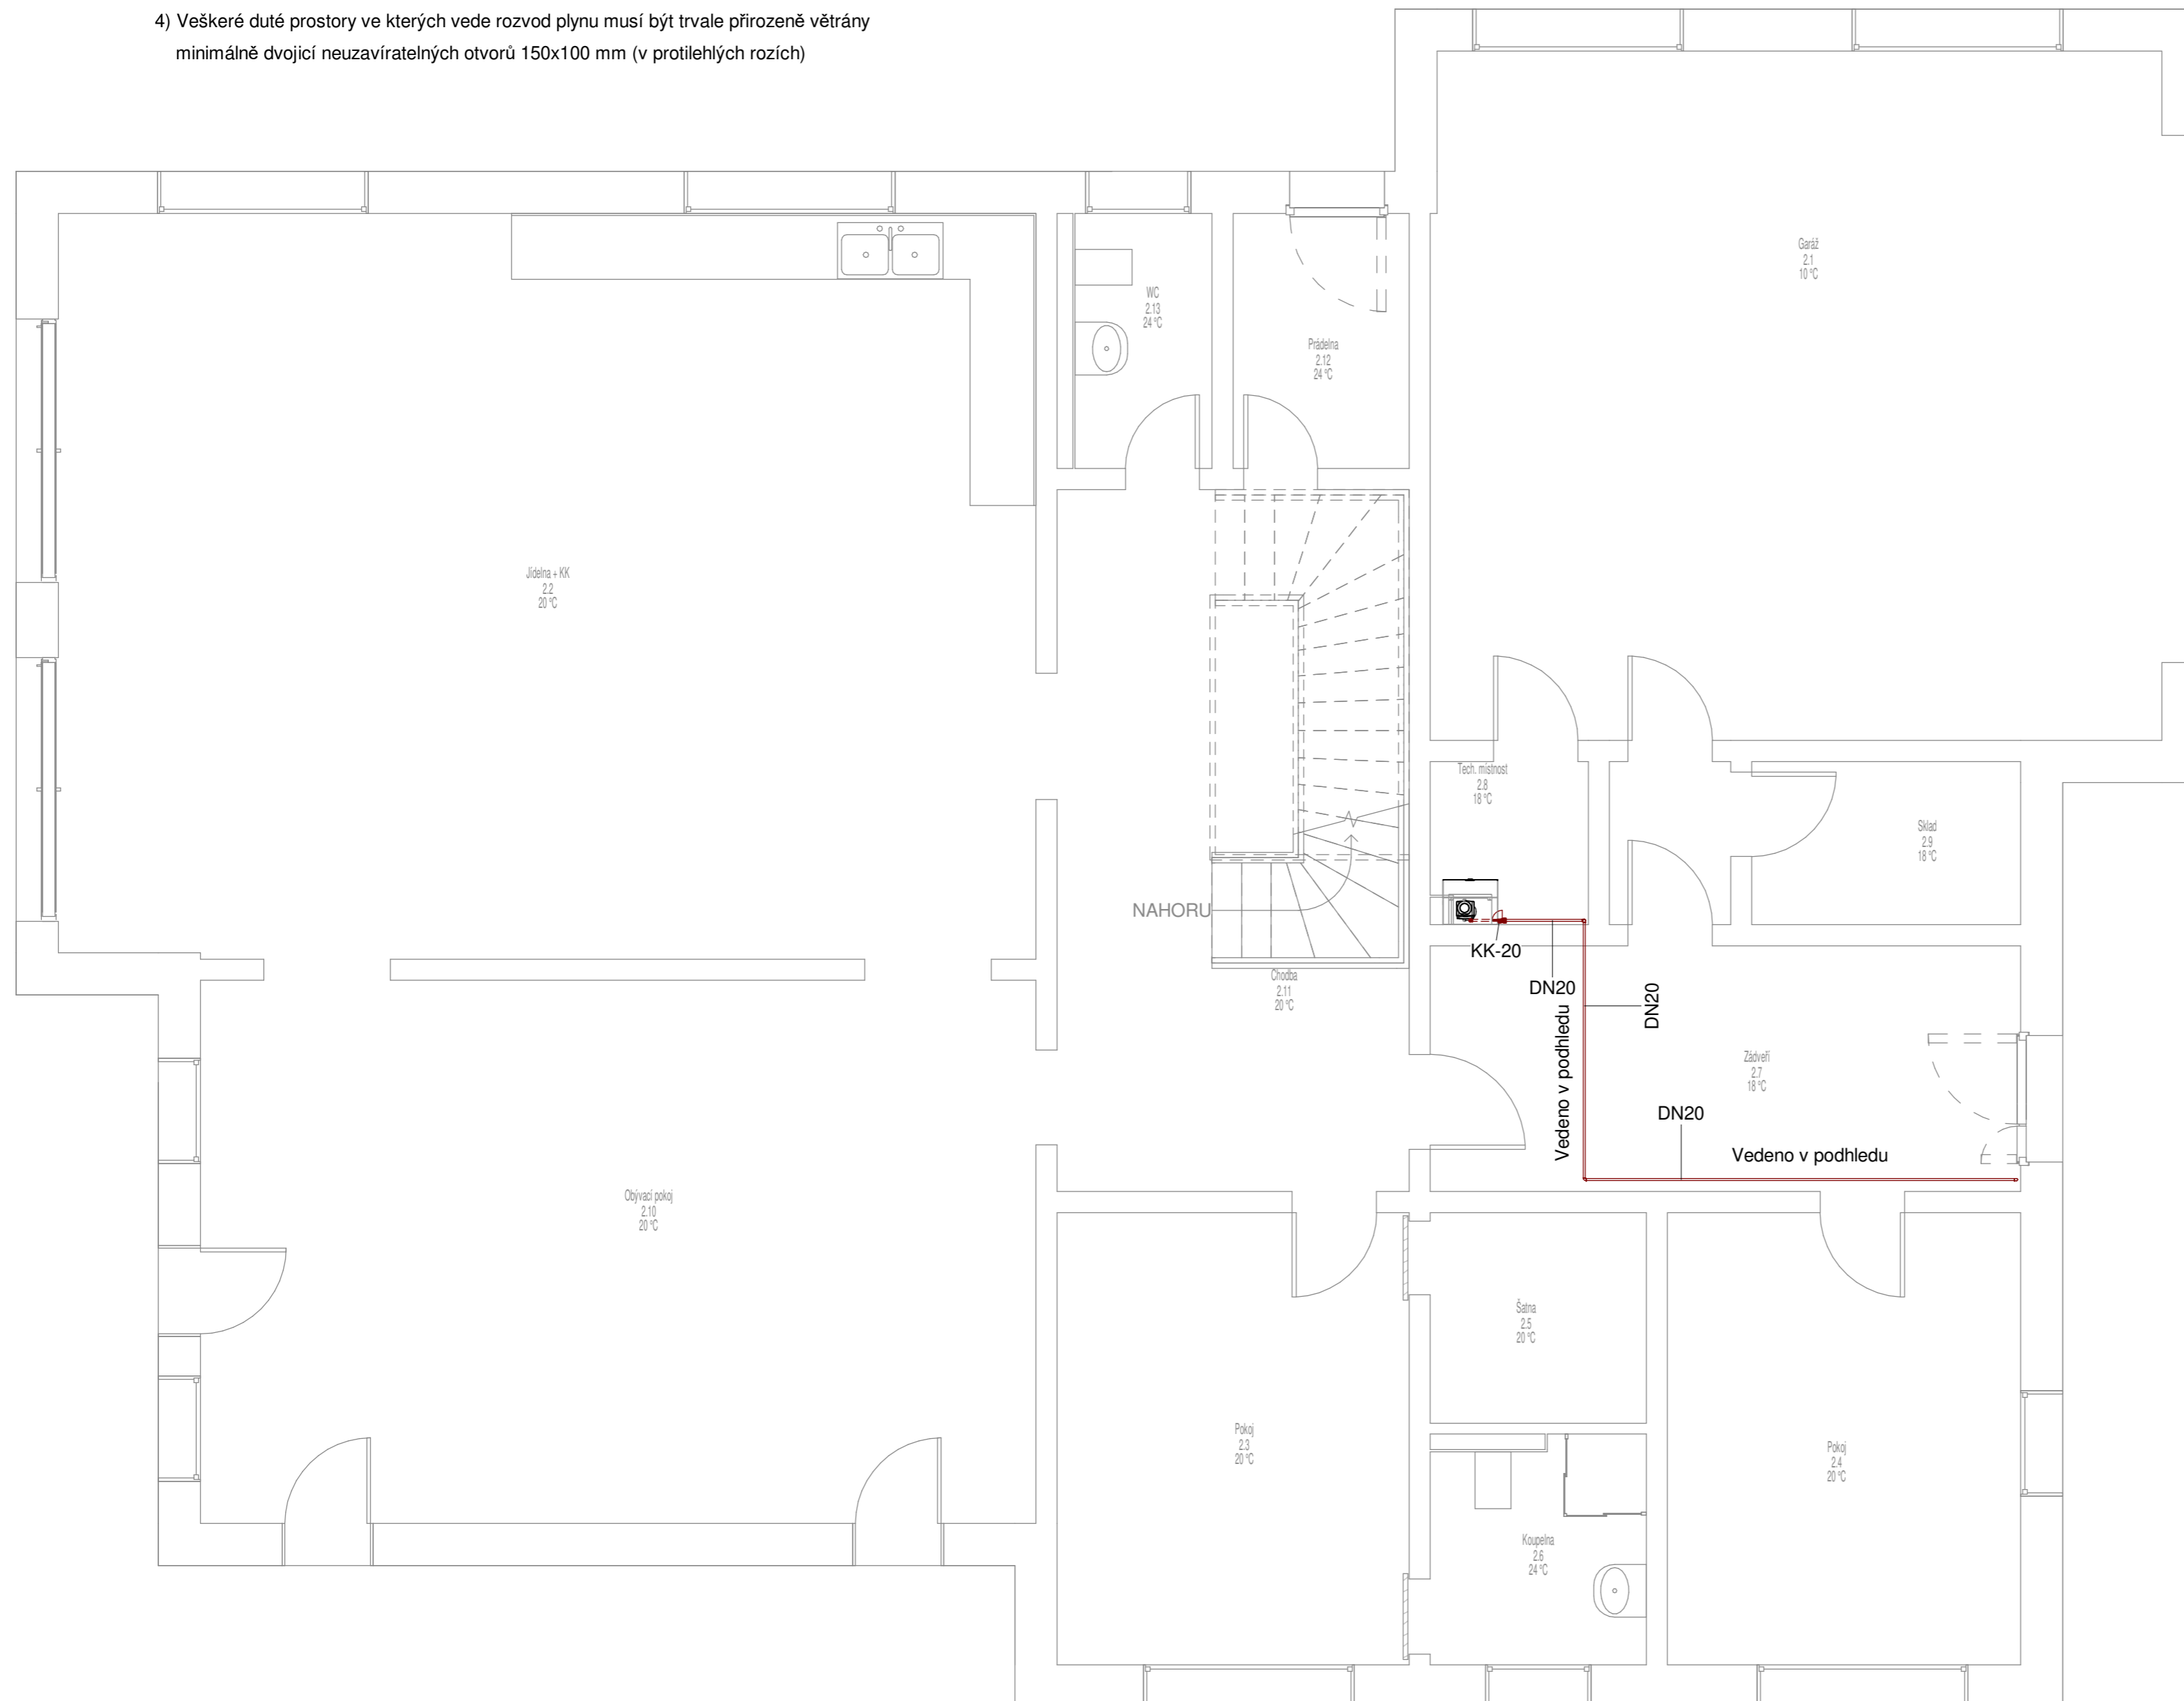 4) Veškeré duté prostory ve kterých vede rozvod plynu musí být trvale přirozeně větrány
minimálně dvojicí neuzavíratelných otvorů 150x100 mm (v protilehlých rozích)
Garáž
2.1
10 °C
WC
2.13
24 °C
Prádelna
2.12
24 °C
Jídelna + KK
2.2
20 °C
Tech. místnost
2.8
18 °C
Sklad
2.9
18 °C
NAHORU
KK-20
Chodba
2.11
20 °C
DN20
DN20
Vedeno v podhledu
Zádveří
2.7
18 °C
DN20
Vedeno v podhledu
Obývací pokoj
2.10
20 °C
Šatna
2.5
20 °C
Pokoj
2.3
20 °C
Pokoj
2.4
20 °C
Koupelna
2.6
24 °C